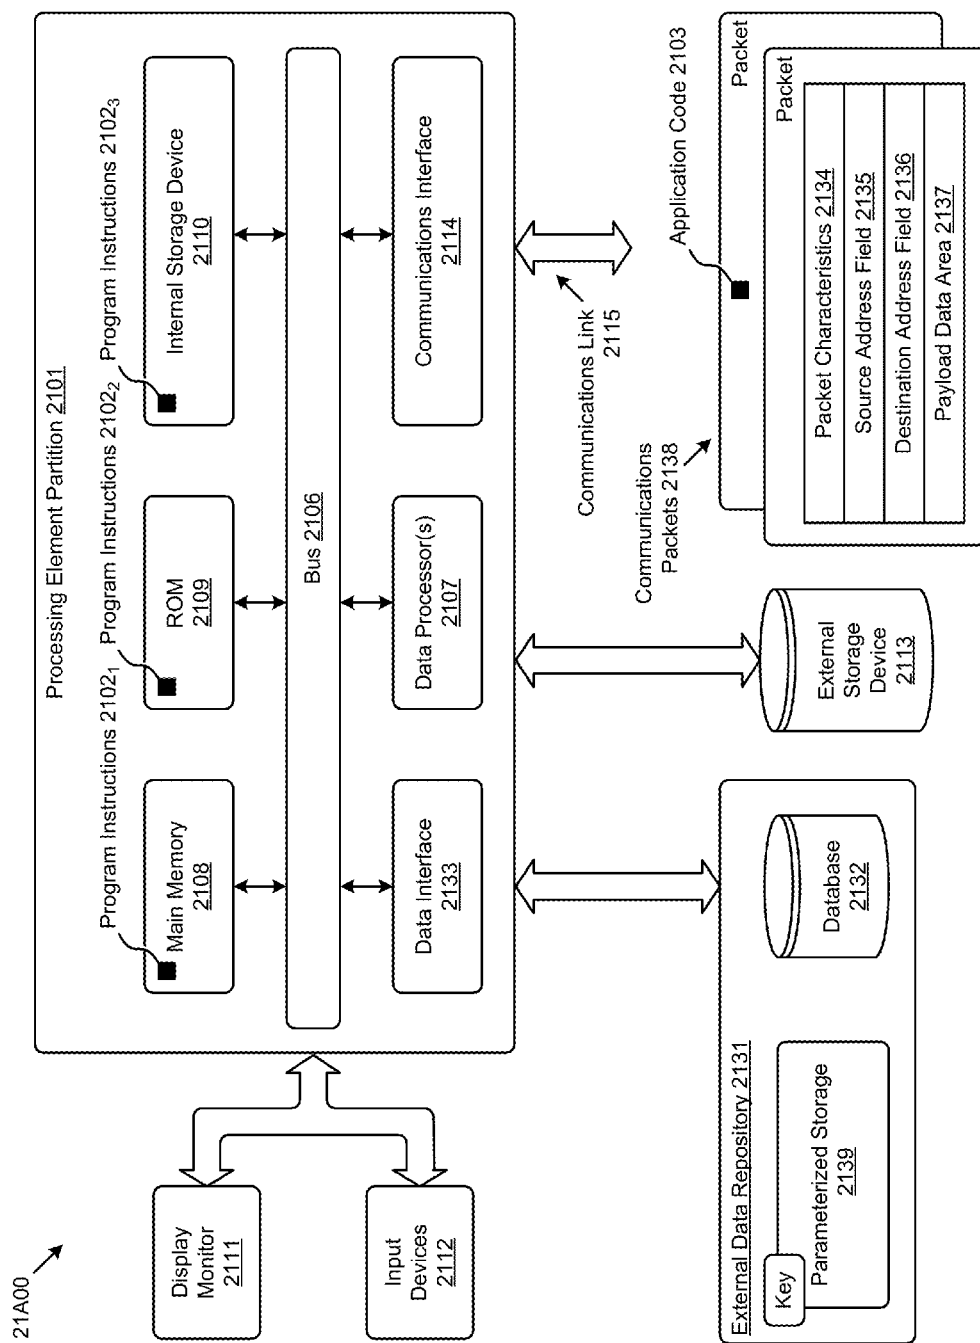 21A00
Processing Element Partition 2101
Program Instructions 2102₁
Program Instructions 2102₂
Program Instructions 2102₃
Main Memory
2108
ROM
2109
Internal Storage Device
2110
Bus 2106
Data Interface
2133
Data Processor(s)
2107
Communications Interface
2114
Display
Monitor
2111
Input
Devices
2112
Communications Link
2115
External Data Repository 2131
Key
Parameterized Storage
2139
Database
2132
External
Storage
Device
2113
Communications
Packets 2138
Application Code 2103
Packet
Packet
Packet Characteristics 2134
Source Address Field 2135
Destination Address Field 2136
Payload Data Area 2137